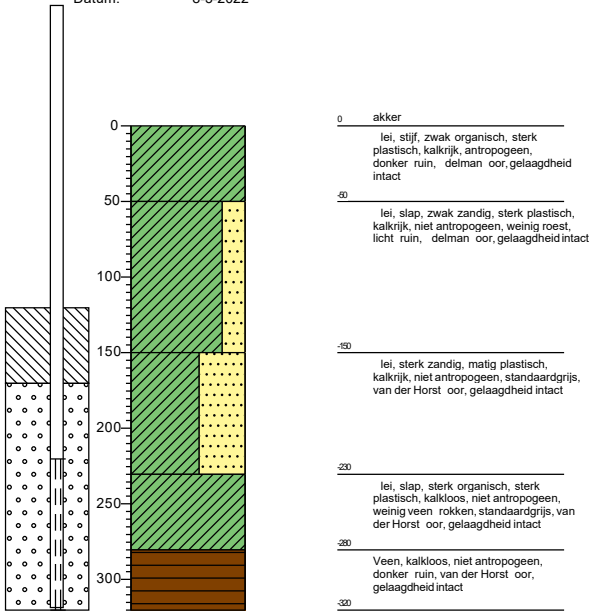 0 akker
0
lei, stijf, zwak organisch, sterk
plastisch, kalkrijk, antropogeen,
donker ruin, delman oor, gelaagdheid
intact
50
-50
lei, slap, zwak zandig, sterk plastisch,
kalkrijk, niet antropogeen, weinig roest,
licht ruin, delman oor, gelaagdheid intact
100
150
-150
lei, sterk zandig, matig plastisch,
kalkrijk, niet antropogeen, standaardgrijs,
van der Horst oor, gelaagdheid intact
200
-230
lei, slap, sterk organisch, sterk
plastisch, kalkloos, niet antropogeen,
weinig veen rokken, standaardgrijs, van
der Horst oor, gelaagdheid intact
250
-280
Veen, kalkloos, niet antropogeen,
donker ruin, van der Horst oor,
gelaagdheid intact
300
-320